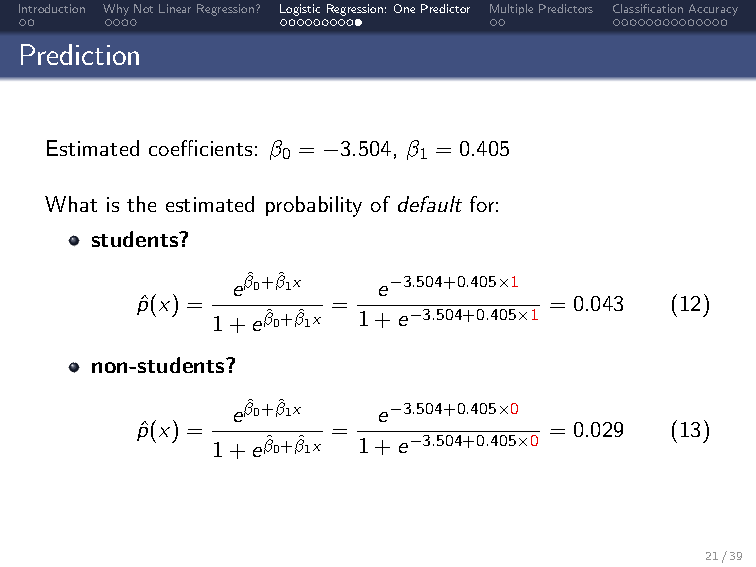 Introduction Why Not Linear Regression? Logistic Regression: One Predictor Multiple Predictors Classification Accuracy
Prediction
Estimated coefficients: β₀ = −3.504, β₁ = 0.405
What is the estimated probability of default for:
students?
p̂(x) = e^(β̂₀+β̂₁x) / (1 + e^(β̂₀+β̂₁x)) = e^(−3.504+0.405×1) / (1 + e^(−3.504+0.405×1)) = 0.043 (12)
non-students?
p̂(x) = e^(β̂₀+β̂₁x) / (1 + e^(β̂₀+β̂₁x)) = e^(−3.504+0.405×0) / (1 + e^(−3.504+0.405×0)) = 0.029 (13)
21 / 39